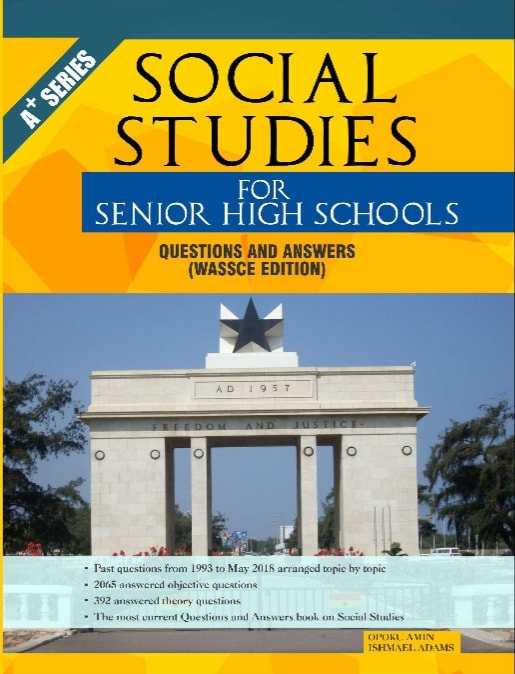 A+ SERIES
SOCIAL
STUDIES
FOR
SENIOR HIGH SCHOOLS
QUESTIONS AND ANSWERS
(WASSCE EDITION)
AD 1957
FREEDOM AND JUSTICE
• Past questions from 1993 to May 2018 arranged topic by topic
• 2065 answered objective questions
• 392 answered theory questions
• The most current Questions and Answers book on Social Studies
OPOKU AMIN
ISHMAEL ADAMS